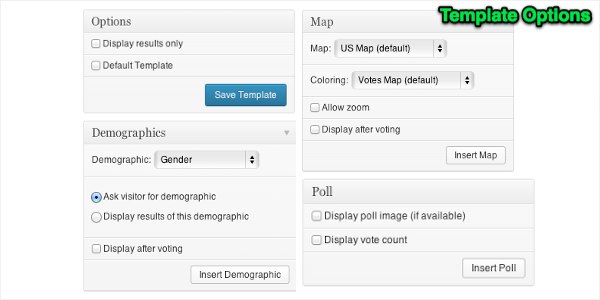 Template Options
Options
Display results only
Default Template
Save Template
Demographics
Demographic: Gender
Ask visitor for demographic
Display results of this demographic
Display after voting
Insert Demographic
Map
Map: US Map (default)
Coloring: Votes Map (default)
Allow zoom
Display after voting
Insert Map
Poll
Display poll image (if available)
Display vote count
Insert Poll